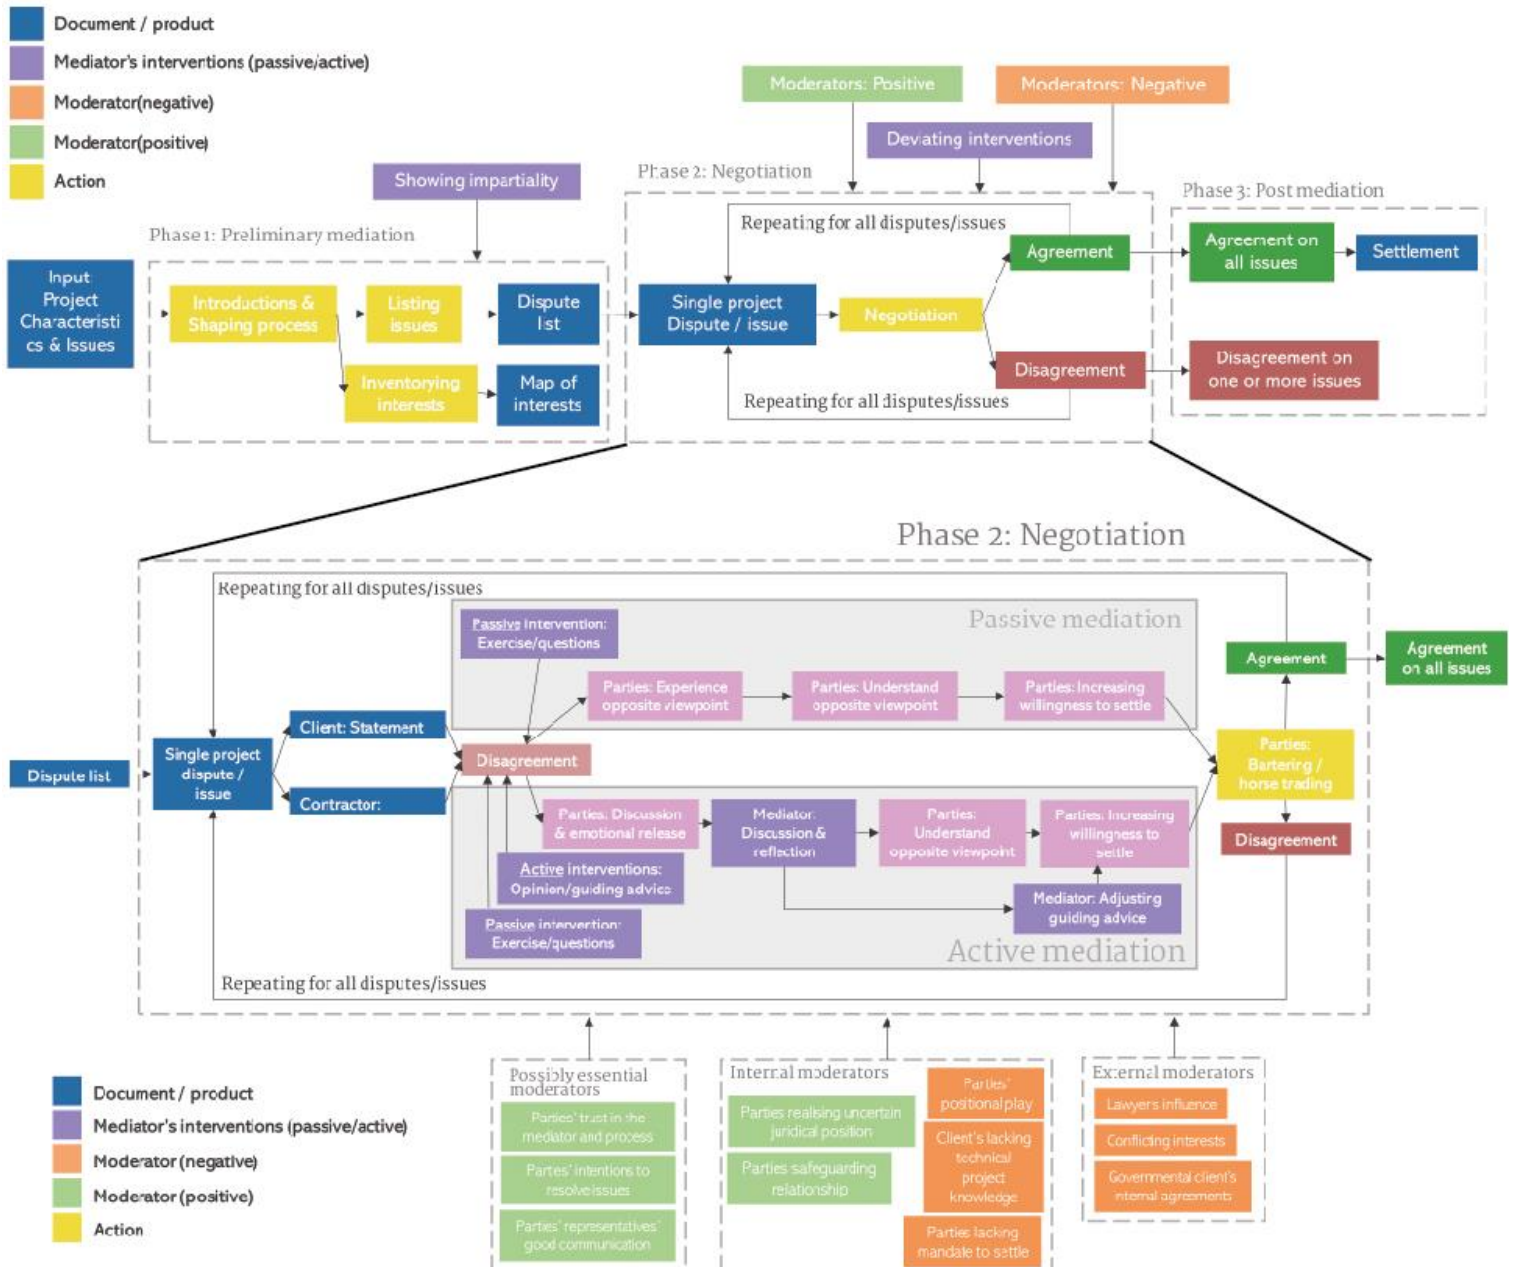 Document / product
Mediator's interventions (passive/active)
Moderator(negative)
Moderator(positive)
Action
Moderators: Positive
Moderators: Negative
Deviating interventions
Showing impartiality
Phase 1: Preliminary mediation
Phase 2: Negotiation
Phase 3: Post mediation
Input
Project
Characteristi
cs & Issues
Introductions &
Shaping process
Listing
issues
Dispute
list
Inventorying
interests
Map of
interests
Repeating for all disputes/issues
Single project
Dispute / issue
Negotiation
Agreement
Disagreement
Repeating for all disputes/issues
Agreement on
all issues
Settlement
Disagreement on
one or more issues
Phase 2: Negotiation
Repeating for all disputes/issues
Passive mediation
Passive intervention:
Exercise/questions
Parties: Experience
opposite viewpoint
Parties: Understand
opposite viewpoint
Parties: Increasing
willingness to settle
Agreement
Agreement
on all issues
Dispute list
Single project
dispute /
issue
Client: Statement
Contractor:
Disagreement
Parties:
Bartering /
horse trading
Disagreement
Parties: Discussion
& emotional release
Mediator:
Discussion &
reflection
Parties:
Understand
opposite viewpoint
Parties: Increasing
willingness to
settle
Active interventions:
Opinion/guiding advice
Passive intervention:
Exercise/questions
Mediator: Adjusting
guiding advice
Active mediation
Repeating for all disputes/issues
Document / product
Mediator's interventions (passive/active)
Moderator (negative)
Moderator (positive)
Action
Possibly essential
moderators
Parties' trust in the
mediator and process
Parties' intentions to
resolve issues
Parties' representatives'
good communication
Internal moderators
Parties realising uncertain
juridical position
Parties safeguarding
relationship
Parties'
positional play
Client's lacking
technical
project
knowledge
Parties lacking
mandate to settle
External moderators
Lawyers influence
Conflicting interests
Governmental client's
internal agreements